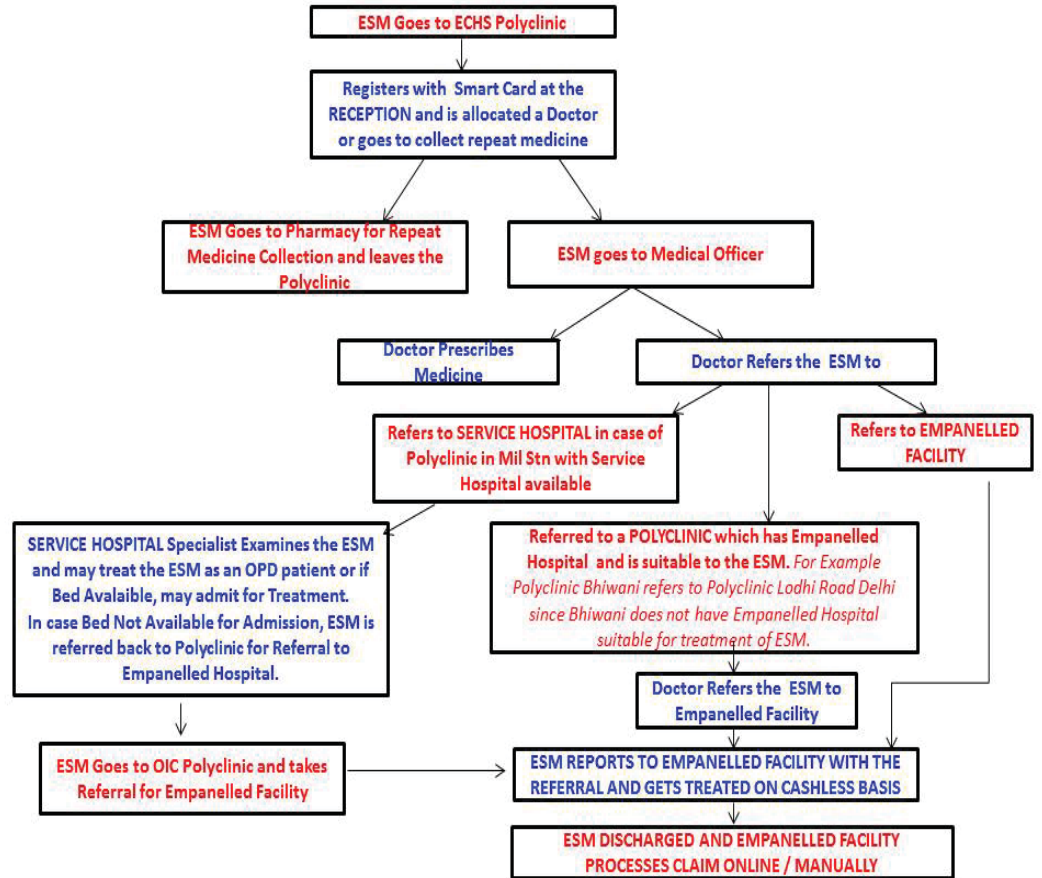 ESM Goes to ECHS Polyclinic
Registers with Smart Card at the
RECEPTION and is allocated a Doctor
or goes to collect repeat medicine
ESM Goes to Pharmacy for Repeat
Medicine Collection and leaves the
Polyclinic
ESM goes to Medical Officer
Doctor Prescribes
Medicine
Doctor Refers the ESM to
Refers to SERVICE HOSPITAL in case of
Polyclinic in Mil Stn with Service
Hospital available
Refers to EMPANELLED
FACILITY
SERVICE HOSPITAL Specialist Examines the ESM
and may treat the ESM as an OPD patient or if
Bed Avalaible, may admit for Treatment.
In case Bed Not Available for Admission, ESM is
referred back to Polyclinic for Referral to
Empanelled Hospital.
Referred to a POLYCLINIC which has Empanelled
Hospital and is suitable to the ESM. For Example
Polyclinic Bhiwani refers to Polyclinic Lodhi Road Delhi
since Bhiwani does not have Empanelled Hospital
suitable for treatment of ESM.
Doctor Refers the ESM to
Empanelled Facility
ESM Goes to OIC Polyclinic and takes
Referral for Empanelled Facility
ESM REPORTS TO EMPANELLED FACILITY WITH THE
REFERRAL AND GETS TREATED ON CASHLESS BASIS
ESM DISCHARGED AND EMPANELLED FACILITY
PROCESSES CLAIM ONLINE / MANUALLY